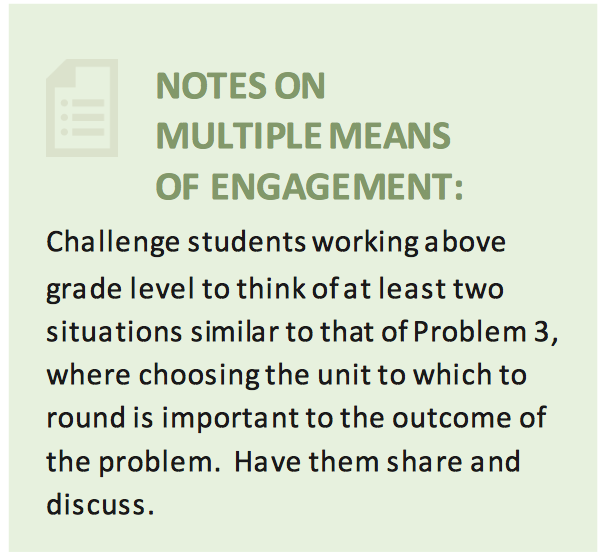 NOTES ON
MULTIPLE MEANS
OF ENGAGEMENT:
Challenge students working above
grade level to think of at least two
situations similar to that of Problem 3,
where choosing the unit to which to
round is important to the outcome of
the problem.  Have them share and
discuss.